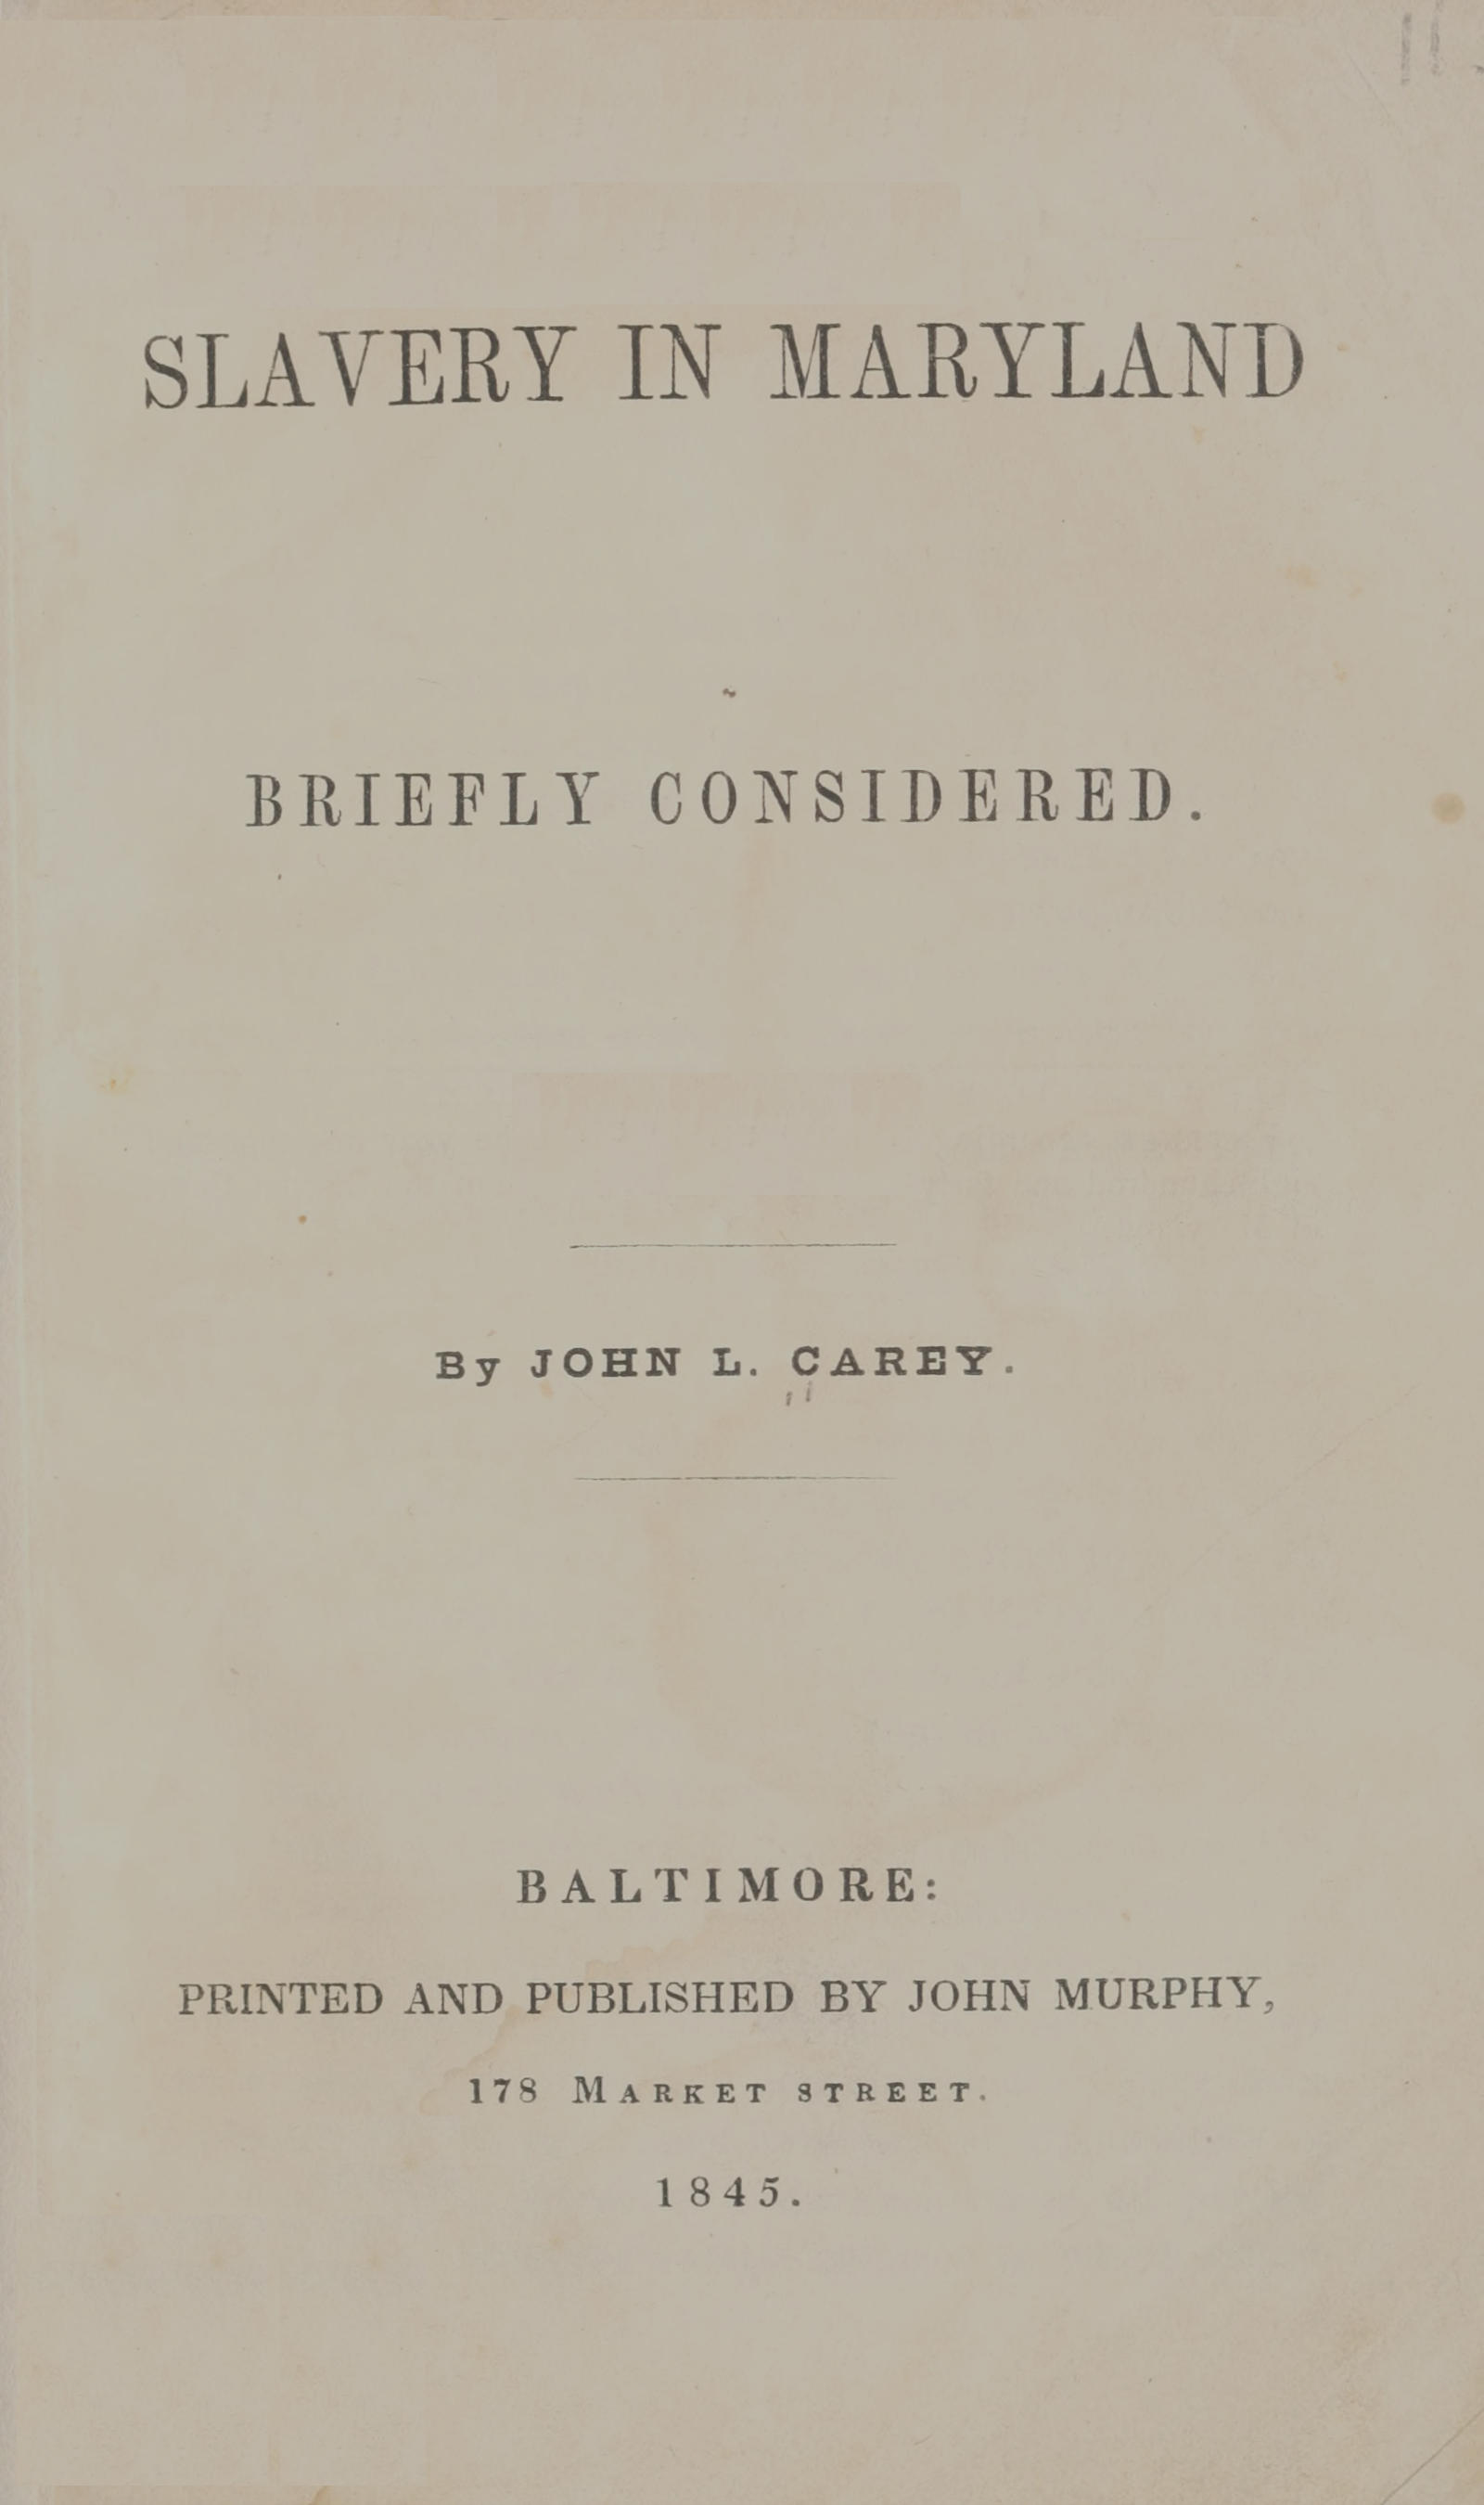 SLAVERY IN MARYLAND
BRIEFLY CONSIDERED.
By JOHN L. CAREY.
BALTIMORE:
PRINTED AND PUBLISHED BY JOHN MURPHY,
178 MARKET STREET.
1845.